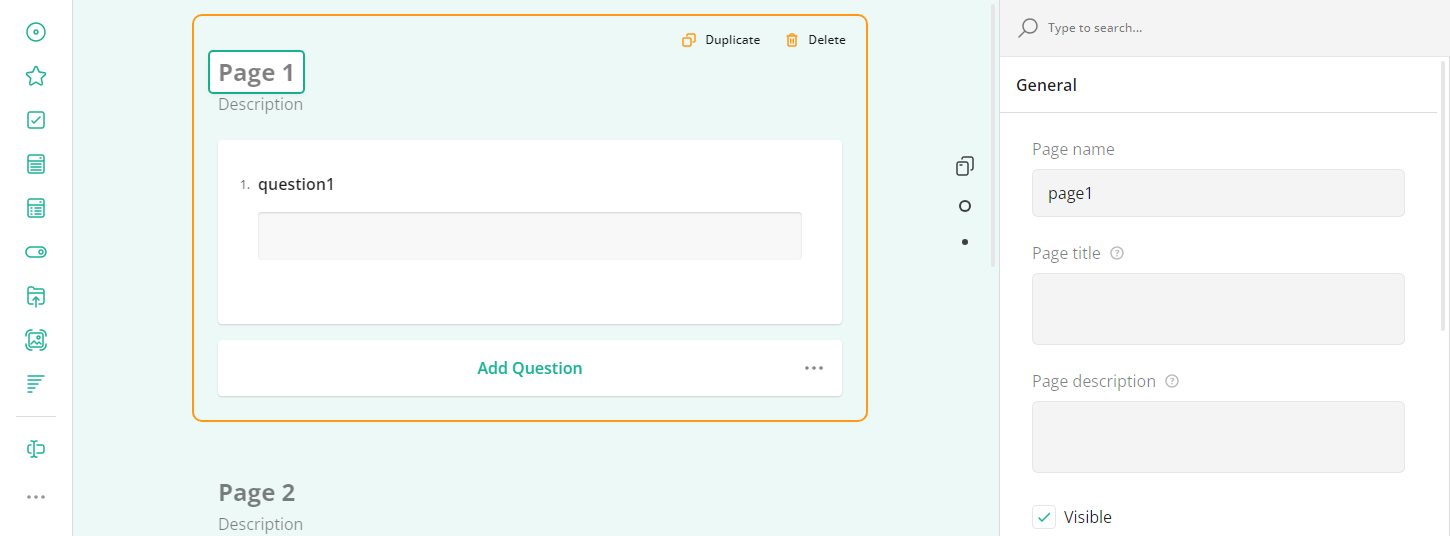 Duplicate
Delete
Page 1
Description
1. question1
Add Question
Page 2
Description
Type to search...
General
Page name
page1
Page title
Page description
Visible